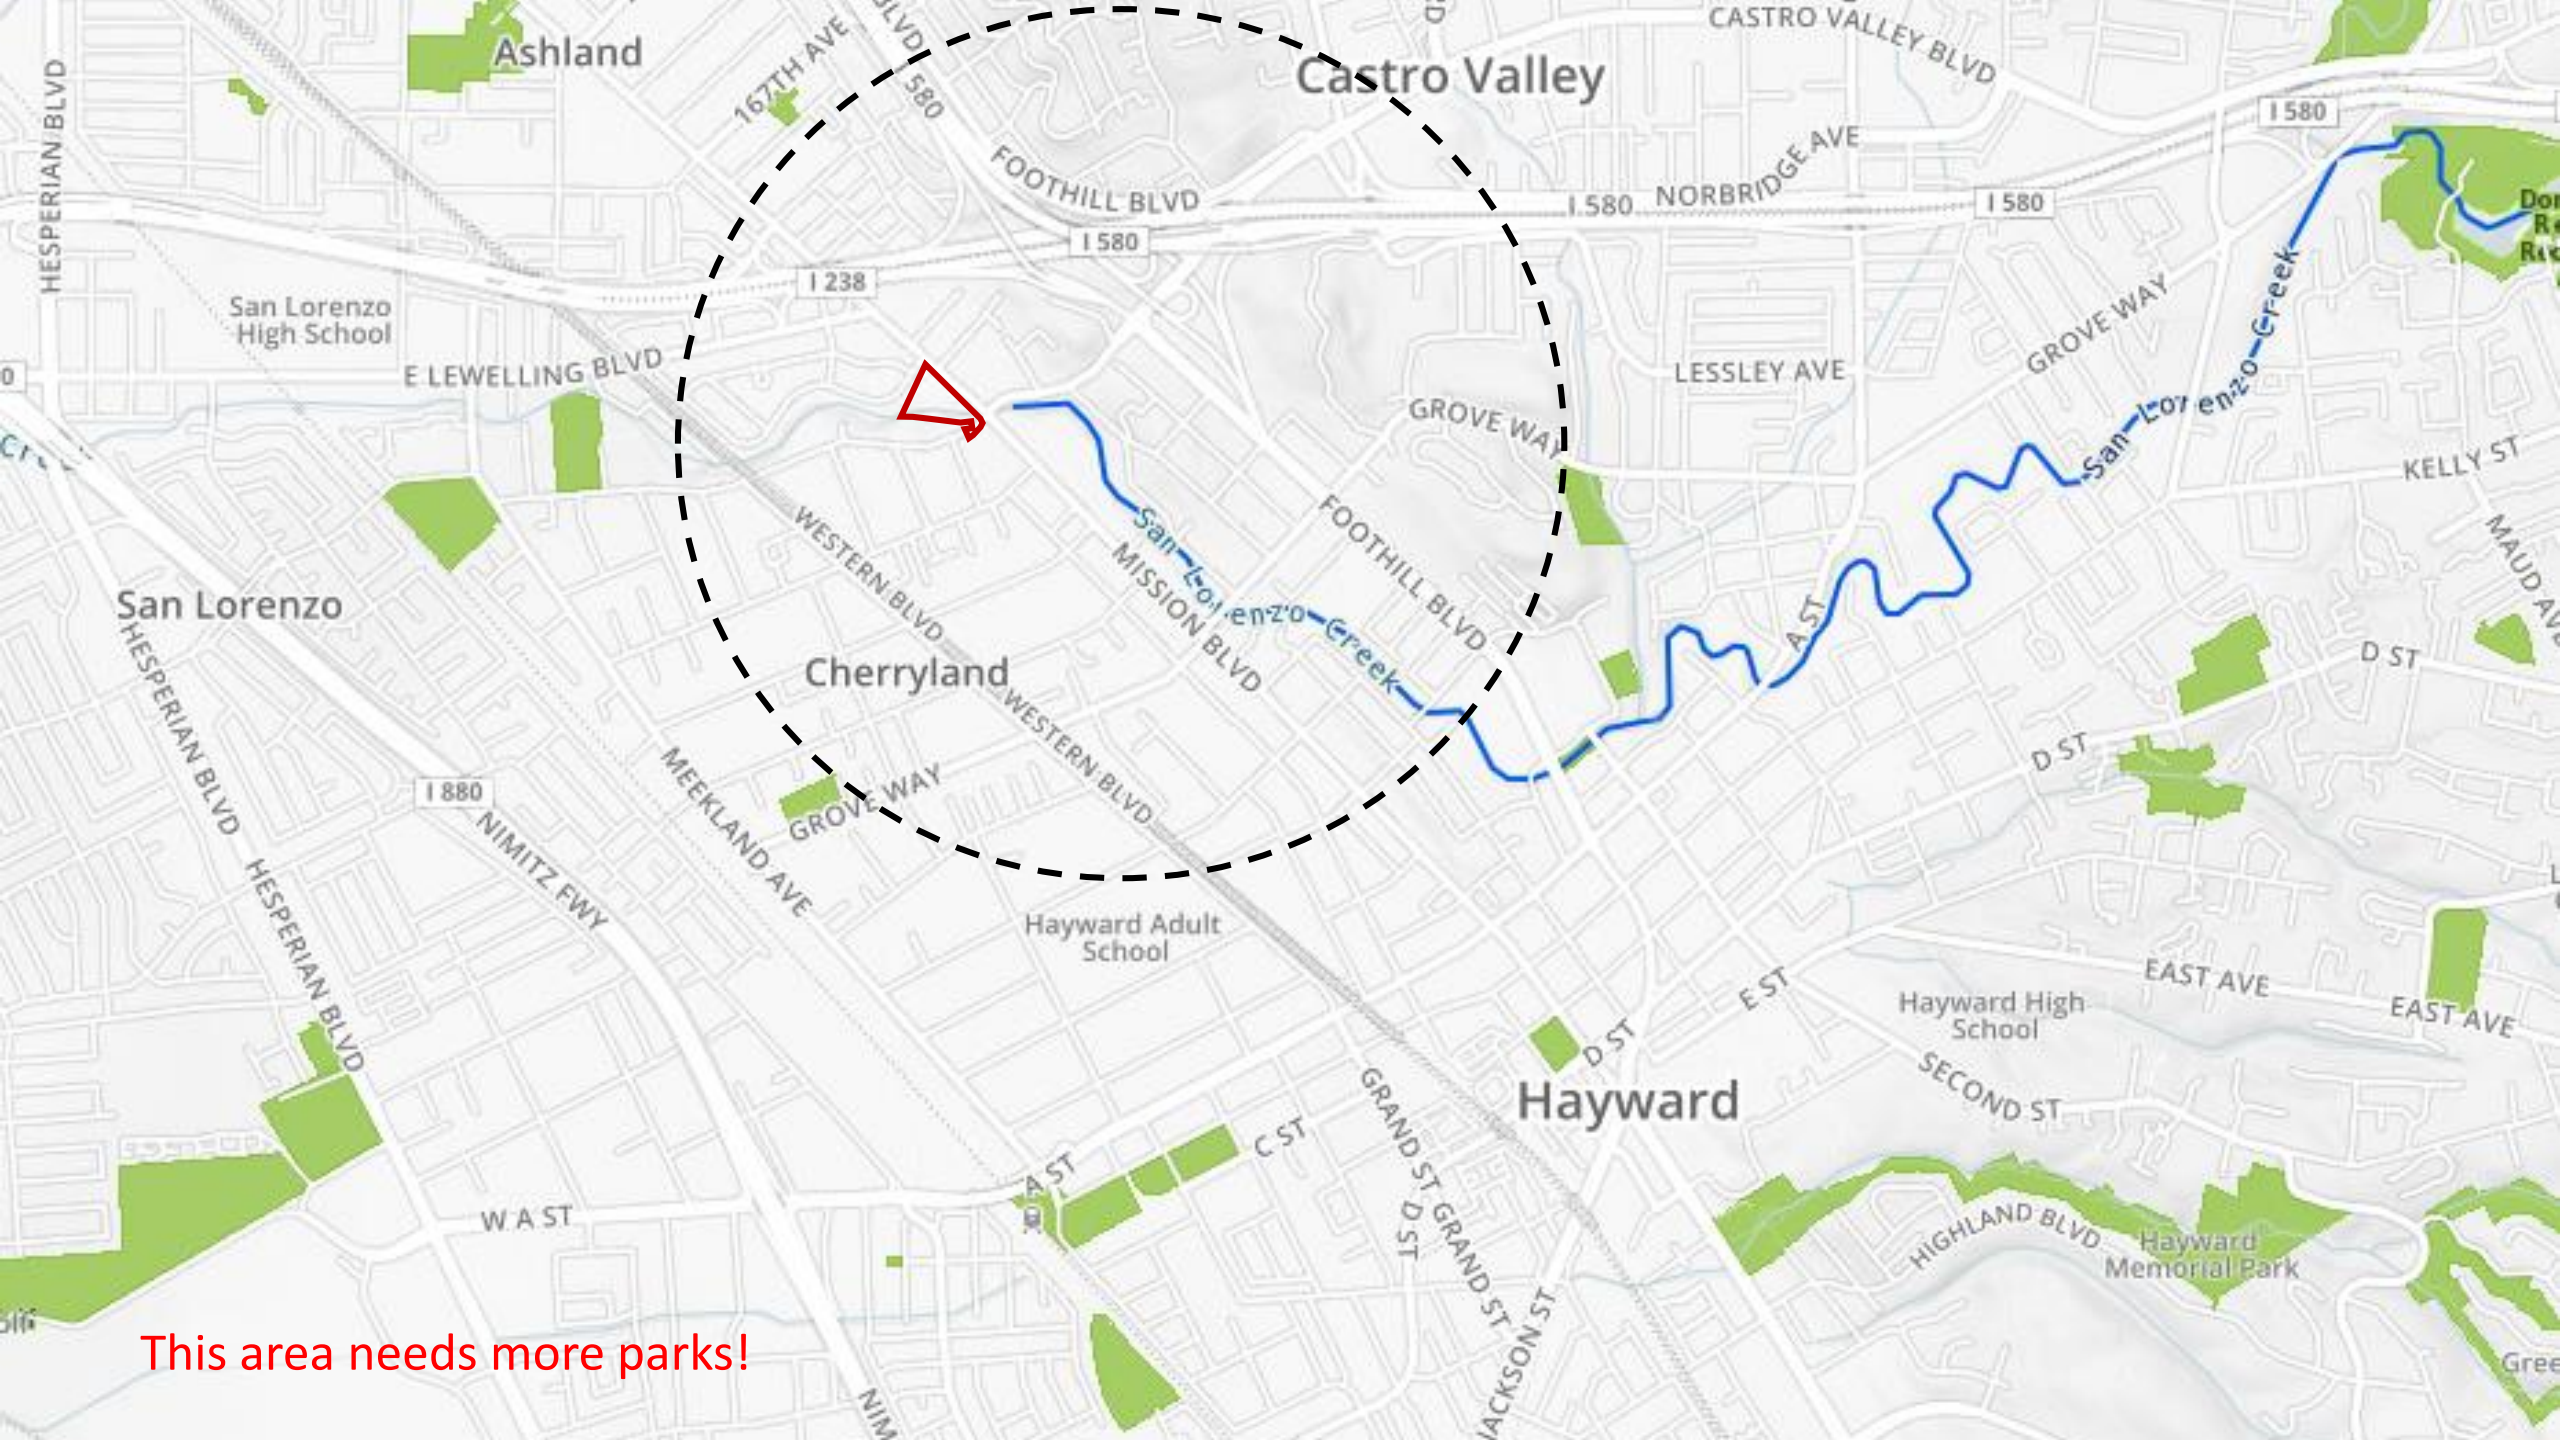 CASTRO VALLEY BLVD
Ashland
167TH AVE
BLVD
580
Castro Valley
HESPERIAN BLVD
I 580
FOOTHILL BLVD
NORBRIDGE AVE
I 580
I 580
I 580
I 238
San Lorenzo
High School
E LEWELLING BLVD
LESSLEY AVE
GROVE WAY
San Lorenzo Creek
GROVE WAY
KELLY ST
San Lorenzo Creek
FOOTHILL BLVD
WESTERN BLVD
MISSION BLVD
A ST
MAUD AVE
San Lorenzo
HESPERIAN BLVD
Cherryland
WESTERN BLVD
D ST
D ST
MEEKLAND AVE
GROVE WAY
I 880
NIMITZ FWY
HESPERIAN BLVD
Hayward Adult
School
EAST AVE
EAST AVE
E ST
Hayward High
School
D ST
SECOND ST
Hayward
GRAND ST
C ST
A ST
W A ST
D ST
GRAND ST
HIGHLAND BLVD
Hayward
Memorial Park
JACKSON ST
This area needs more parks!
NIM
Gree